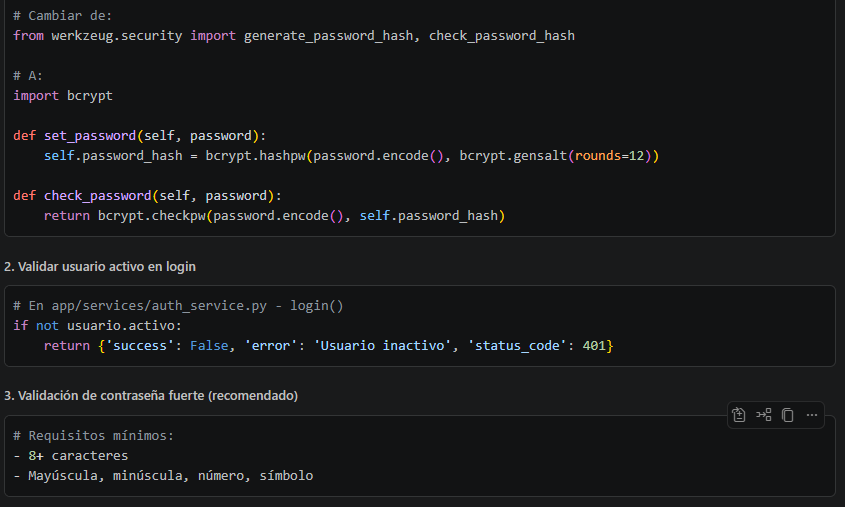 # Cambiar de:
from werkzeug.security import generate_password_hash, check_password_hash
# A:
import bcrypt
def set_password(self, password):
    self.password_hash = bcrypt.hashpw(password.encode(), bcrypt.gensalt(rounds=12))
def check_password(self, password):
    return bcrypt.checkpw(password.encode(), self.password_hash)
2. Validar usuario activo en login
# En app/services/auth_service.py - login()
if not usuario.activo:
    return {'success': False, 'error': 'Usuario inactivo', 'status_code': 401}
3. Validación de contraseña fuerte (recomendado)
# Requisitos mínimos:
- 8+ caracteres
- Mayúscula, minúscula, número, símbolo